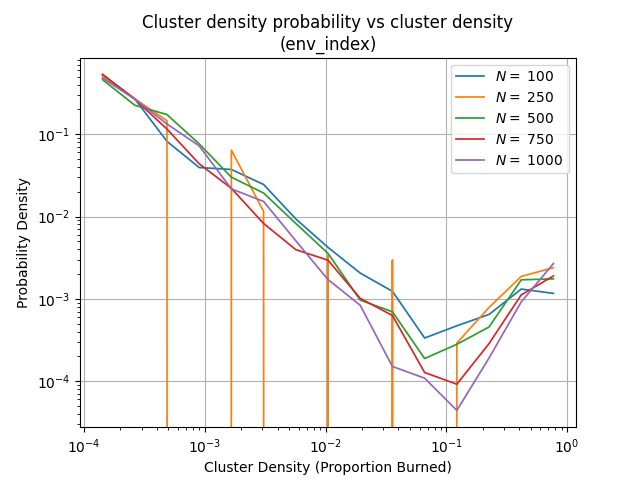 Cluster density probability vs cluster density
(env_index)
Probability Density
10⁻¹
10⁻²
10⁻³
10⁻⁴
N = 100
N = 250
N = 500
N = 750
N = 1000
10⁻⁴ 10⁻³ 10⁻² 10⁻¹ 10⁰
Cluster Density (Proportion Burned)